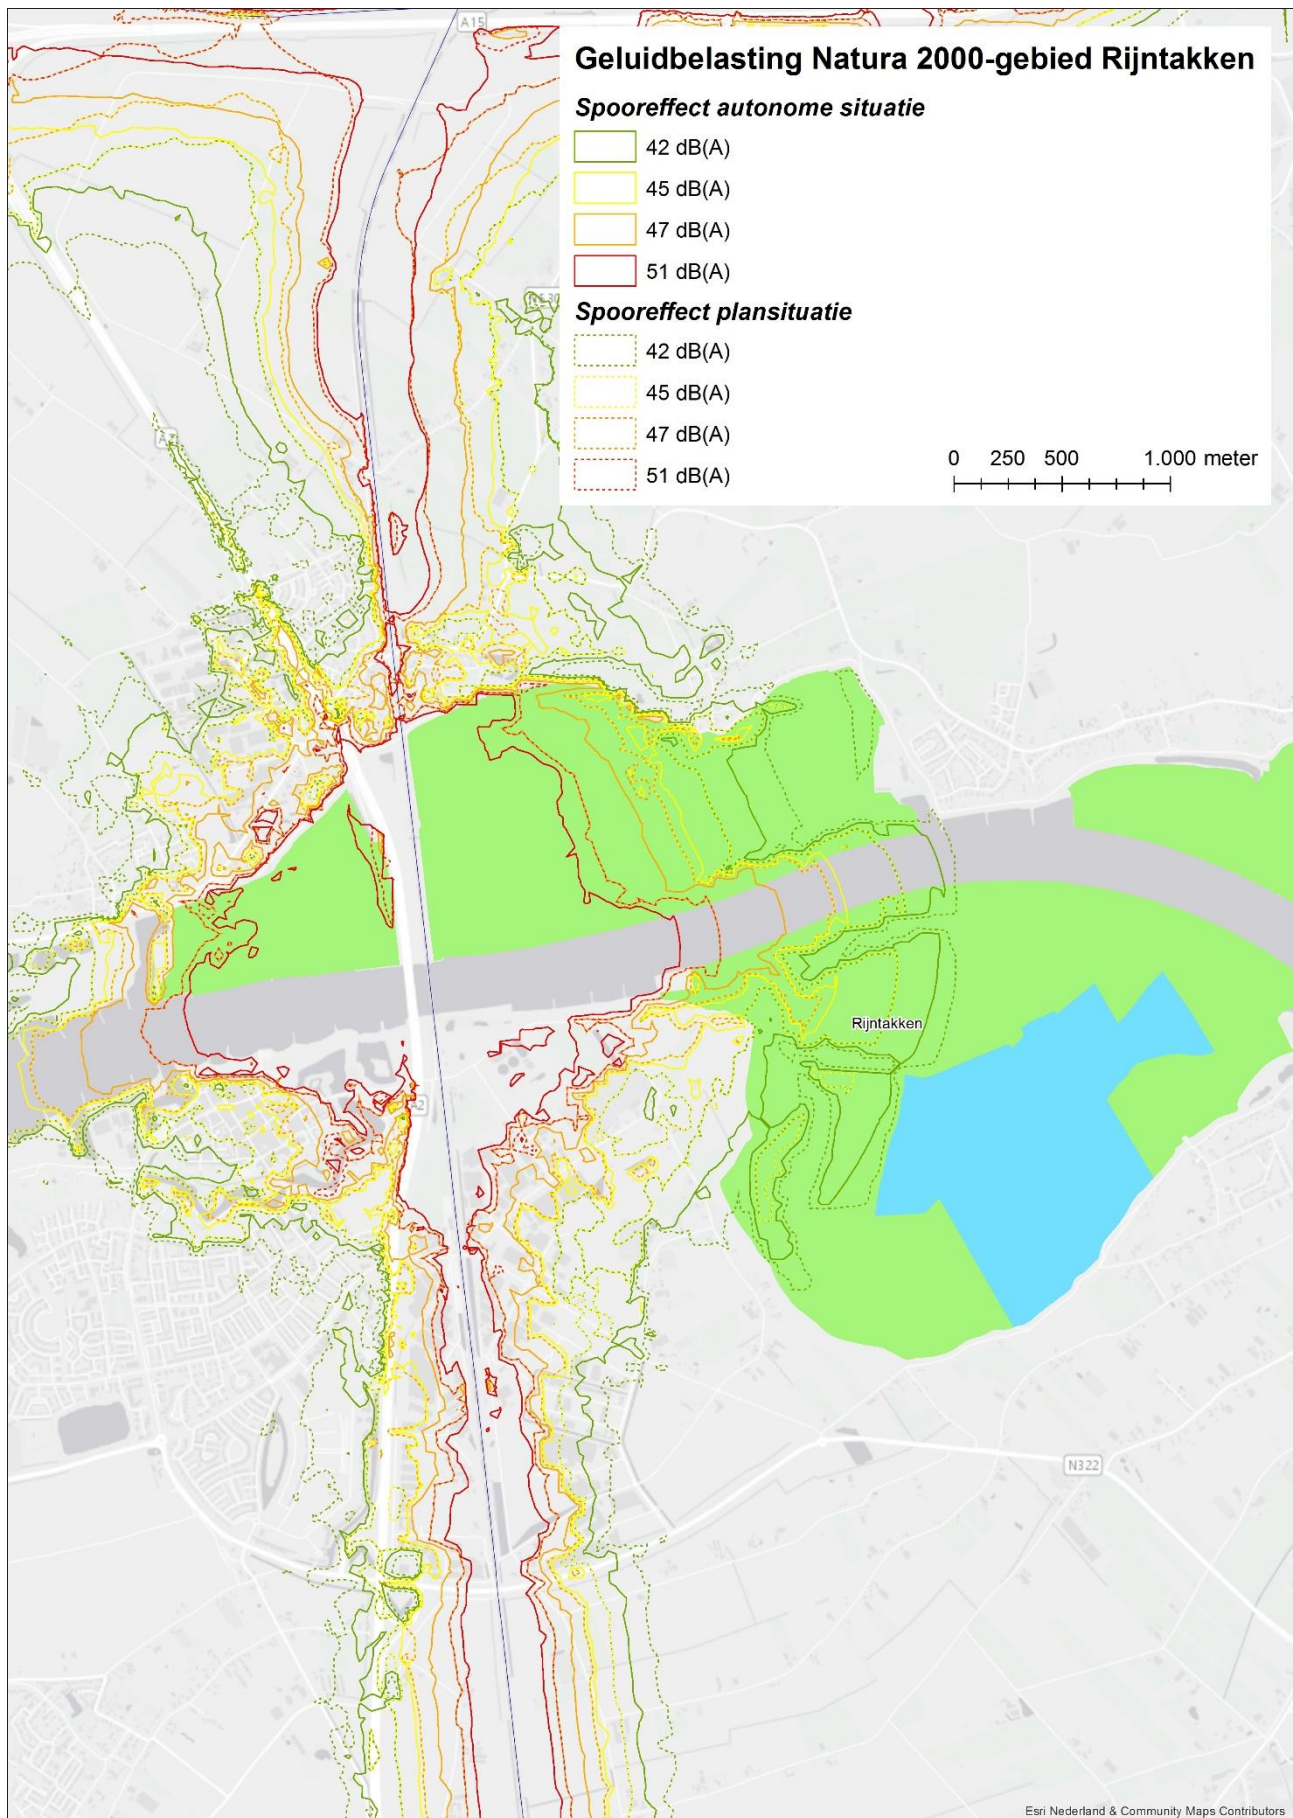 A15
Geluidbelasting Natura 2000-gebied Rijntakken
Spooreffect autonome situatie
42 dB(A)
45 dB(A)
47 dB(A)
51 dB(A)
Spooreffect plansituatie
42 dB(A)
45 dB(A)
47 dB(A)
51 dB(A)
0 250 500 1.000 meter
Rijntakken
A2
N322
Esri Nederland & Community Maps Contributors